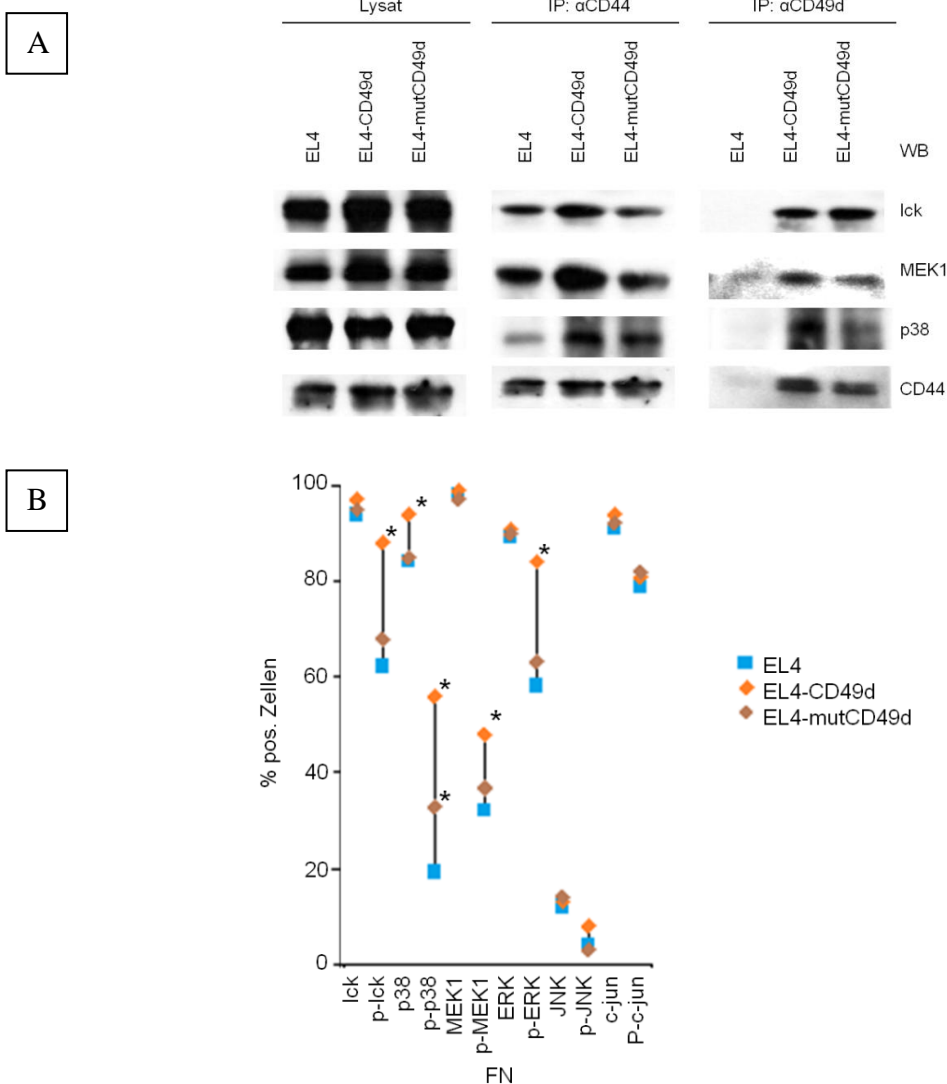 A
Lysat
IP: αCD44
IP: αCD49d
EL4
EL4-CD49d
EL4-mutCD49d
EL4
EL4-CD49d
EL4-mutCD49d
EL4
EL4-CD49d
EL4-mutCD49d
WB
lck
MEK1
p38
CD44
B
% pos. Zellen
100
80
60
40
20
0
*
*
*
*
*
*
EL4
EL4-CD49d
EL4-mutCD49d
lck
p-lck
p38
p-p38
MEK1
p-MEK1
ERK
p-ERK
JNK
p-JNK
c-jun
P-c-jun
FN